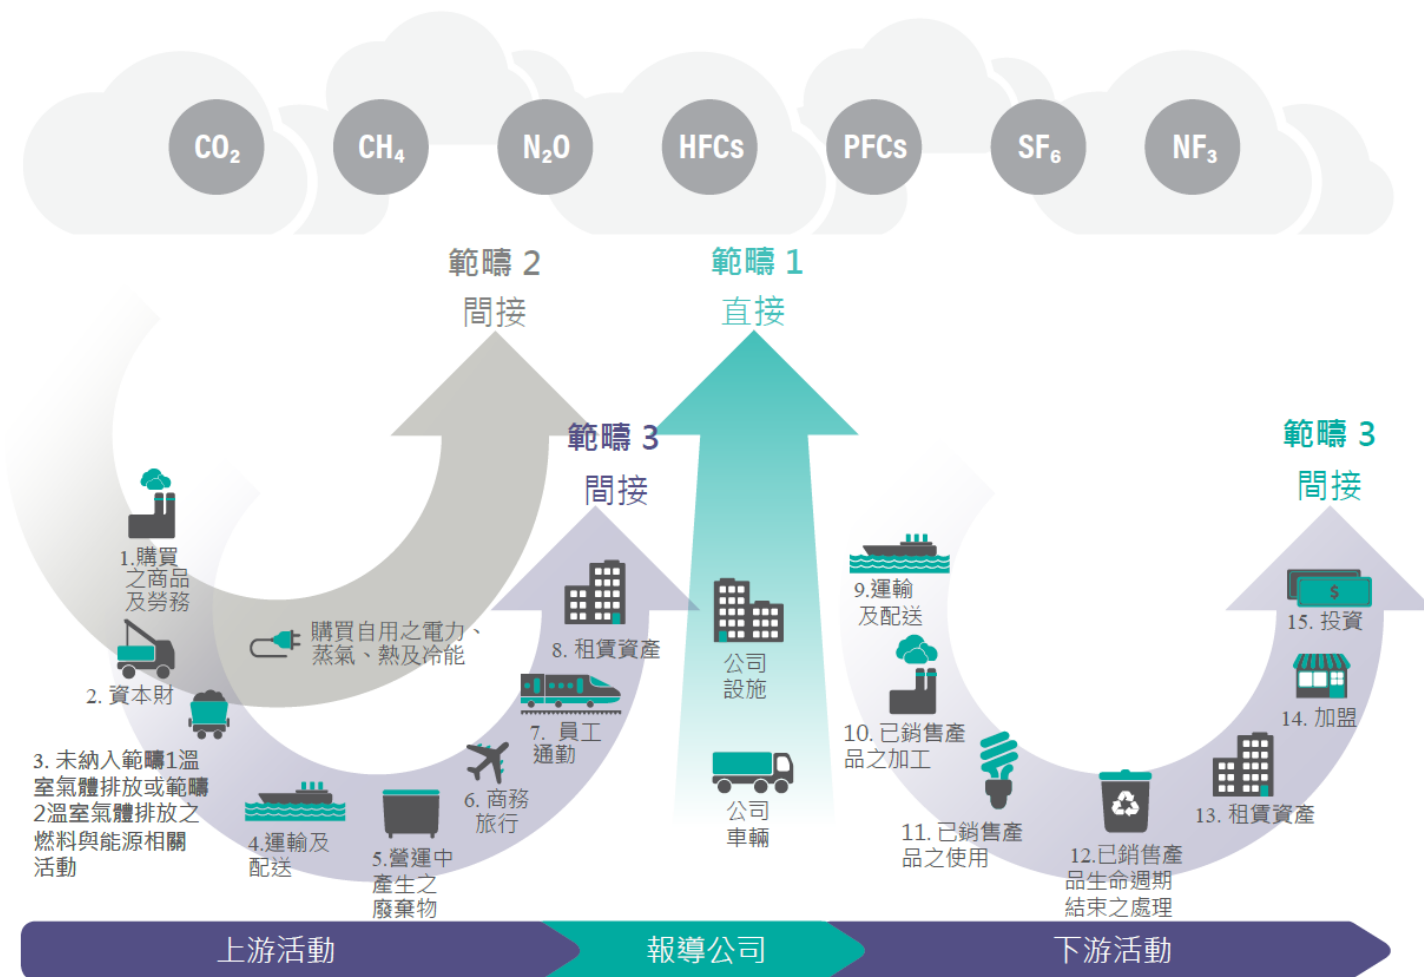 CO₂
CH₄
N₂O
HFCs
PFCs
SF₆
NF₃
範疇 2
間接
範疇 1
直接
範疇 3
間接
範疇 3
間接
1.購買
之商品
及勞務
2. 資本財
3. 未納入範疇1溫
室氣體排放或範疇
2溫室氣體排放之
燃料與能源相關
活動
購買自用之電力、
蒸氣、熱及冷能
4.運輸及
配送
5.營運中
產生之
廢棄物
6. 商務
旅行
7. 員工
通勤
8. 租賃資產
公司
設施
公司
車輛
9.運輸
及配送
10. 已銷售產
品之加工
11. 已銷售產
品之使用
12.已銷售產
品生命週期
結束之處理
13. 租賃資產
14. 加盟
$
15. 投資
上游活動
報導公司
下游活動